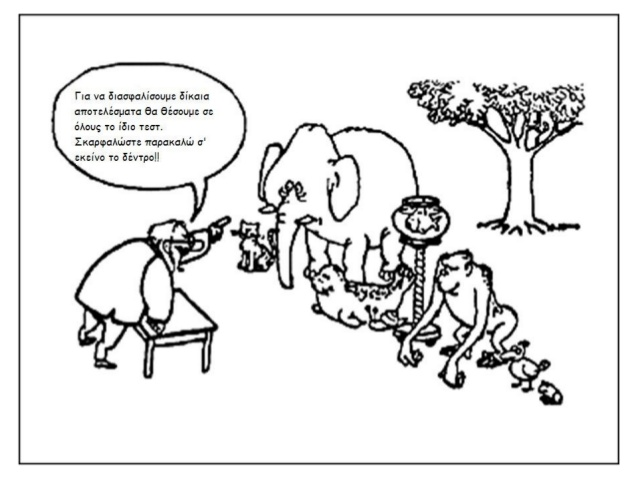 Για να διασφαλίσουμε δίκαια
αποτελέσματα θα θέσουμε σε
όλους το ίδιο τεστ.
Σκαρφαλώστε παρακαλώ σ'
εκείνο το δέντρο!!